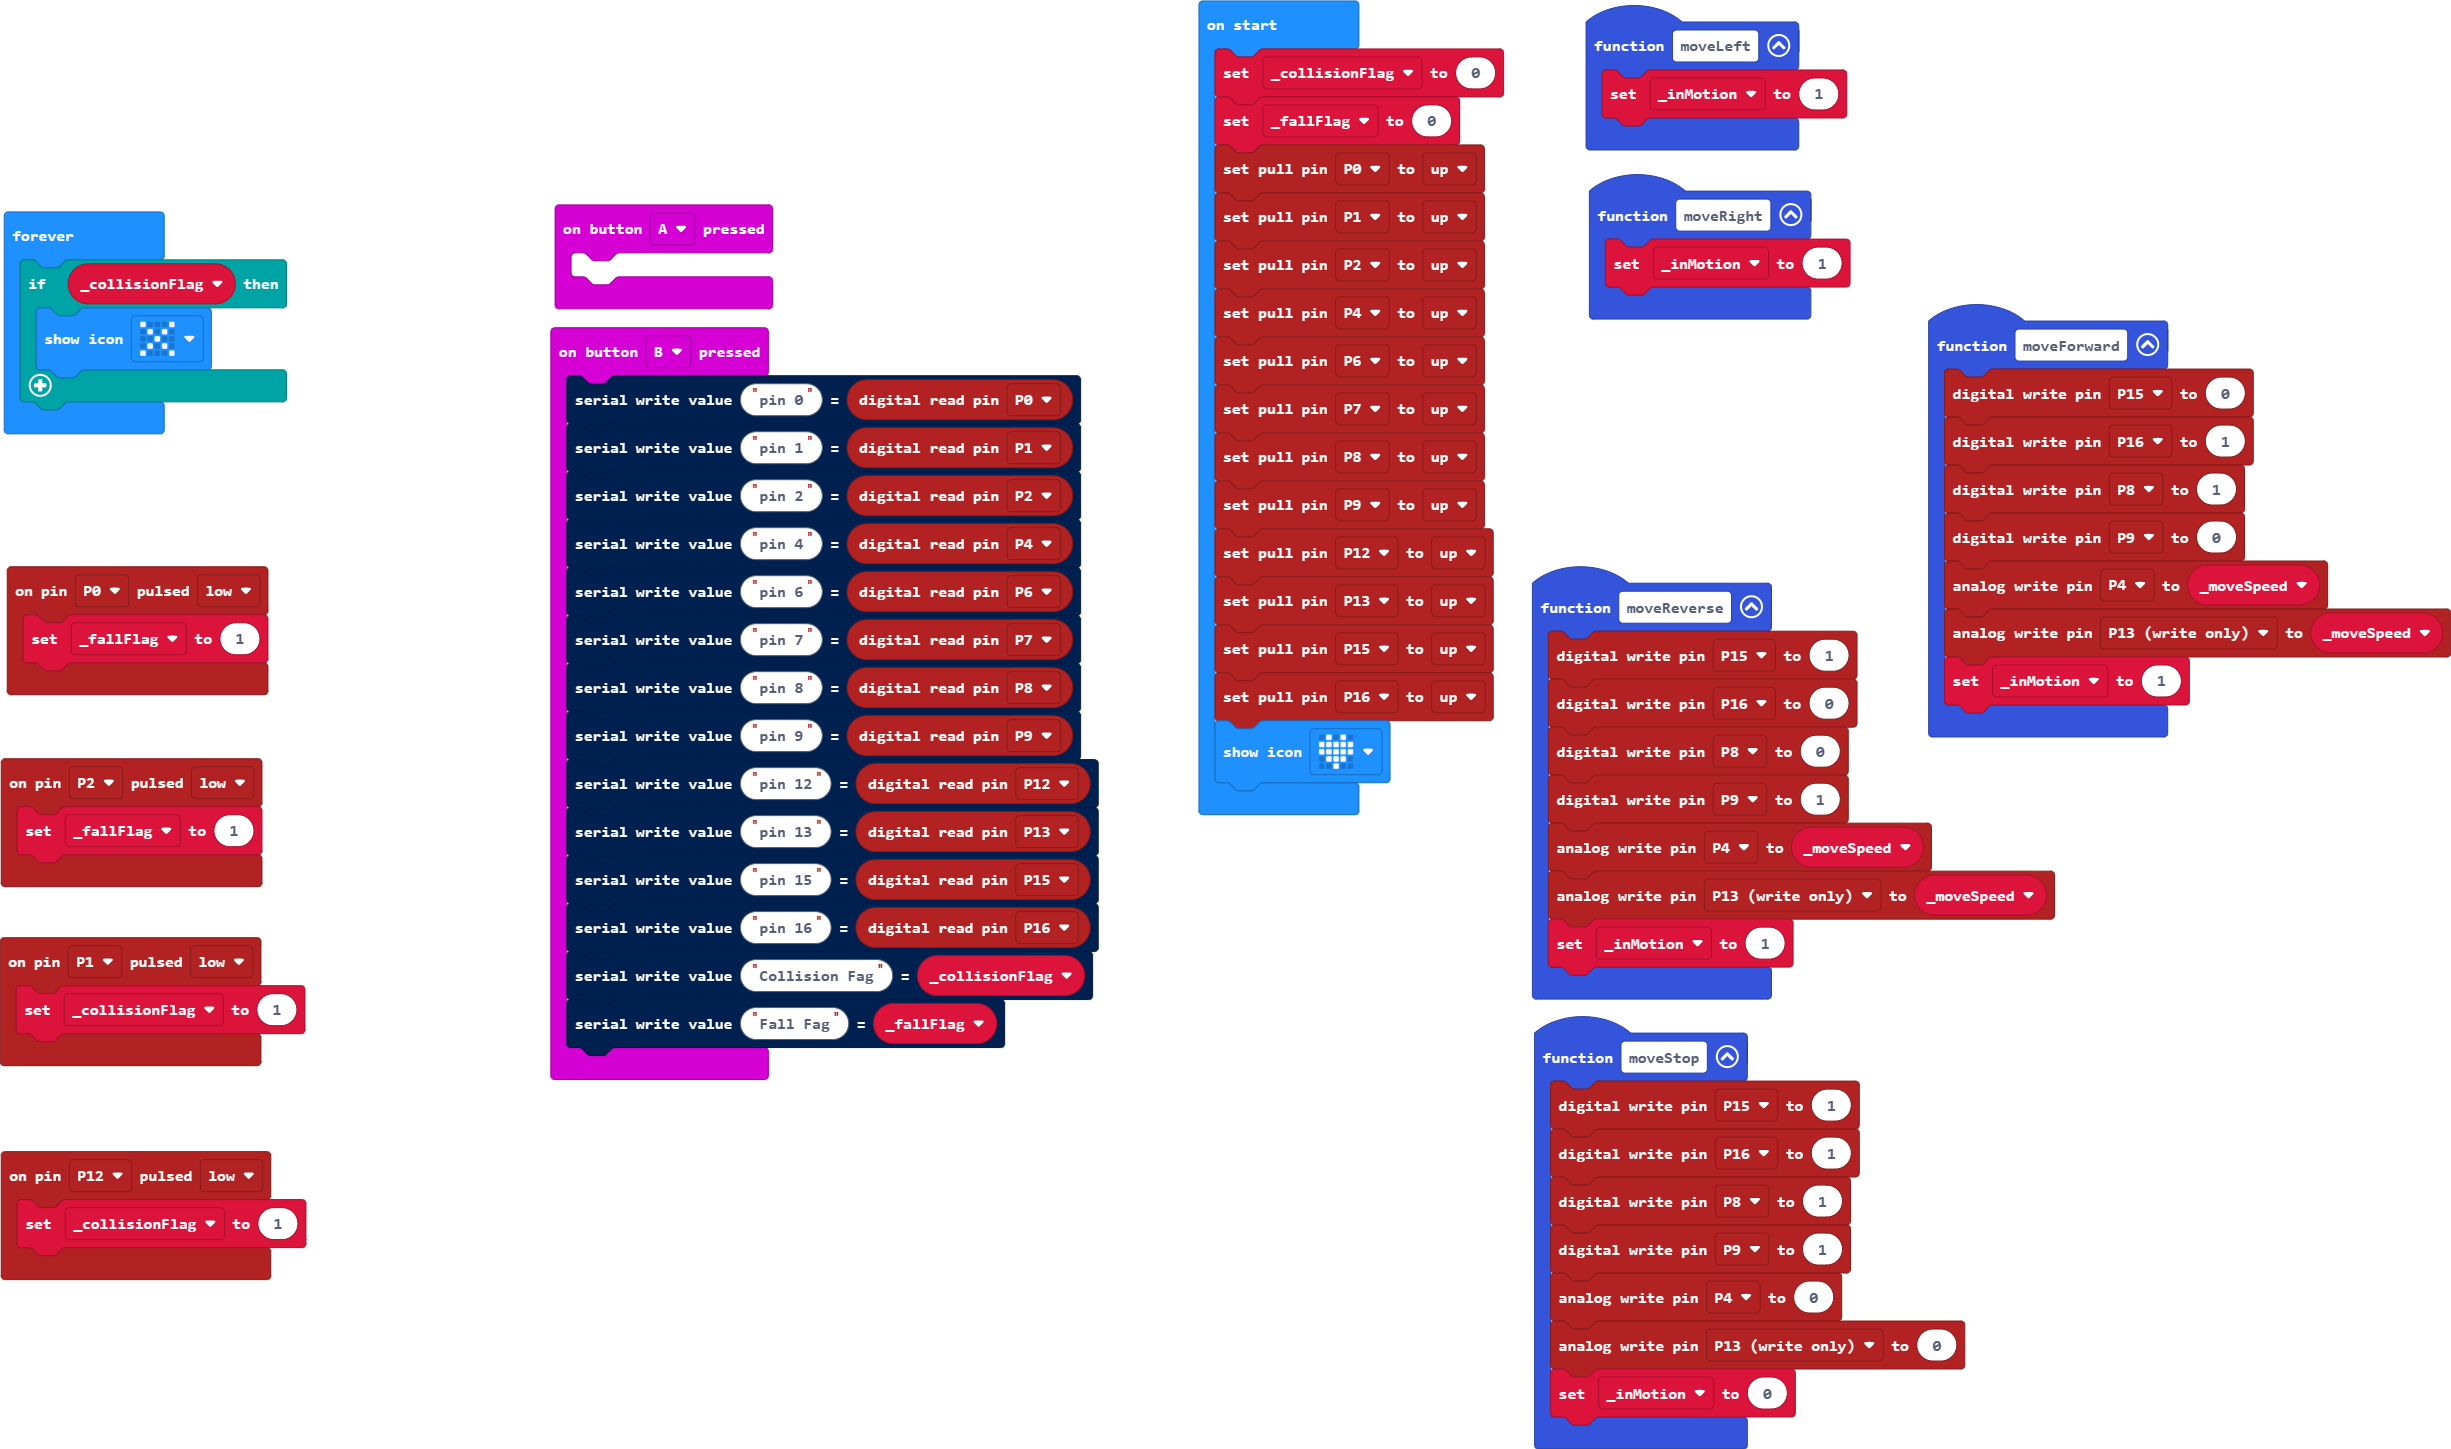 forever
if _collisionFlag then
show icon
on pin P0 pulsed low
set _fallFlag to 1
on pin P2 pulsed low
set _fallFlag to 1
on pin P1 pulsed low
set _collisionFlag to 1
on pin P12 pulsed low
set _collisionFlag to 1
on button A pressed
on button B pressed
serial write value "pin 0" = digital read pin P0
serial write value "pin 1" = digital read pin P1
serial write value "pin 2" = digital read pin P2
serial write value "pin 4" = digital read pin P4
serial write value "pin 6" = digital read pin P6
serial write value "pin 7" = digital read pin P7
serial write value "pin 8" = digital read pin P8
serial write value "pin 9" = digital read pin P9
serial write value "pin 12" = digital read pin P12
serial write value "pin 13" = digital read pin P13
serial write value "pin 15" = digital read pin P15
serial write value "pin 16" = digital read pin P16
serial write value "Collision Fag" = _collisionFlag
serial write value "Fall Fag" = _fallFlag
on start
set _collisionFlag to 0
set _fallFlag to 0
set pull pin P0 to up
set pull pin P1 to up
set pull pin P2 to up
set pull pin P4 to up
set pull pin P6 to up
set pull pin P7 to up
set pull pin P8 to up
set pull pin P9 to up
set pull pin P12 to up
set pull pin P13 to up
set pull pin P15 to up
set pull pin P16 to up
show icon
function moveLeft
set _inMotion to 1
function moveRight
set _inMotion to 1
function moveForward
digital write pin P15 to 0
digital write pin P16 to 1
digital write pin P8 to 1
digital write pin P9 to 0
analog write pin P4 to _moveSpeed
analog write pin P13 (write only) to _moveSpeed
set _inMotion to 1
function moveReverse
digital write pin P15 to 1
digital write pin P16 to 0
digital write pin P8 to 0
digital write pin P9 to 1
analog write pin P4 to _moveSpeed
analog write pin P13 (write only) to _moveSpeed
set _inMotion to 1
function moveStop
digital write pin P15 to 1
digital write pin P16 to 1
digital write pin P8 to 1
digital write pin P9 to 1
analog write pin P4 to 0
analog write pin P13 (write only) to 0
set _inMotion to 0